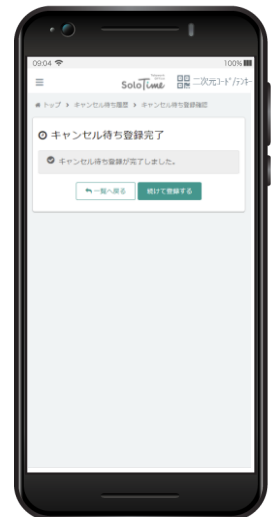 09:04 100%
SoloTime 二次元コード/ランキ
トップ > キャンセル待ち履歴 > キャンセル待ち登録確認
キャンセル待ち登録完了
キャンセル待ち登録が完了しました。
一覧へ戻る 続けて登録する